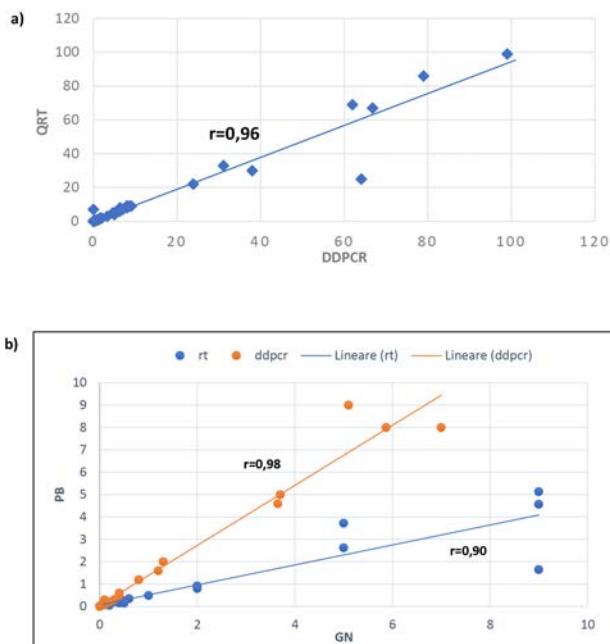 a)
120
100
80
60
40
20
0
QRT
r=0,96
0 20 40 60 80 100 120
DDPCR
b)
rt ddpcr Lineare (rt) Lineare (ddpcr)
10
9
8
7
6
5
4
3
2
1
0
PB
r=0,98
r=0,90
0 2 4 6 8 10
GN